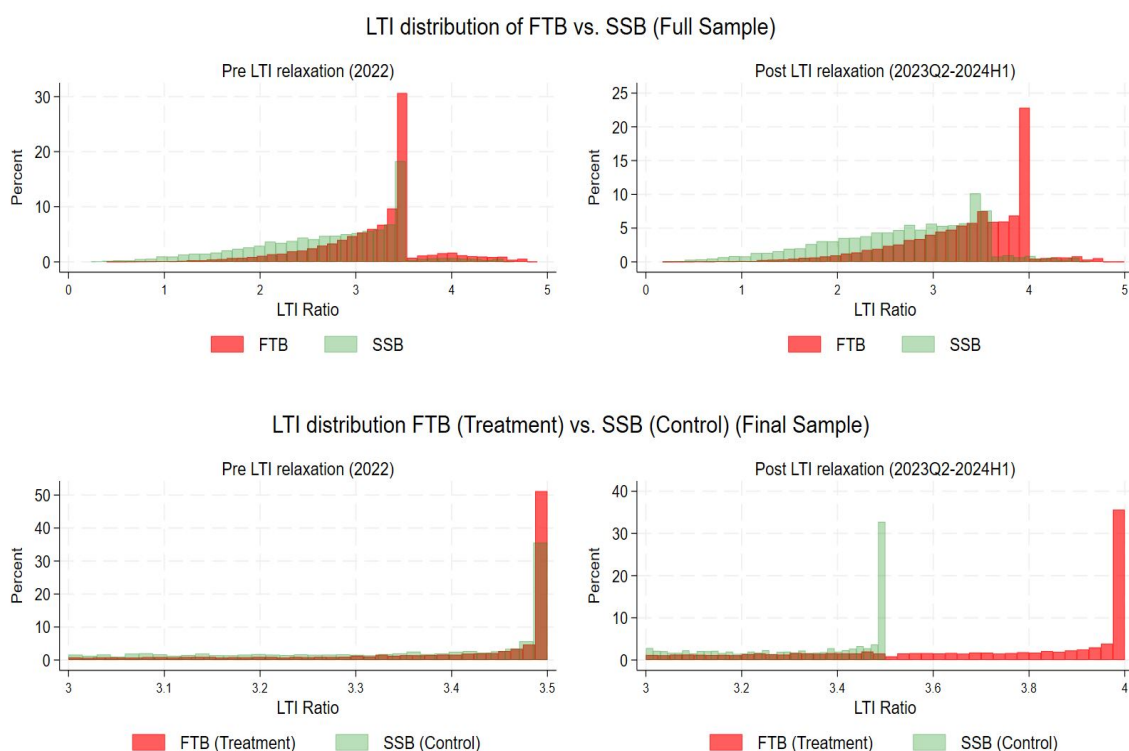 LTI distribution of FTB vs. SSB (Full Sample)
Pre LTI relaxation (2022)
Percent
30
20
10
0
0 1 2 3 4 5
LTI Ratio
FTB SSB
Post LTI relaxation (2023Q2-2024H1)
Percent
25
20
15
10
5
0
0 1 2 3 4 5
LTI Ratio
FTB SSB
LTI distribution FTB (Treatment) vs. SSB (Control) (Final Sample)
Pre LTI relaxation (2022)
Percent
50
40
30
20
10
0
3 3.1 3.2 3.3 3.4 3.5
LTI Ratio
FTB (Treatment) SSB (Control)
Post LTI relaxation (2023Q2-2024H1)
Percent
40
30
20
10
0
3 3.2 3.4 3.6 3.8 4
LTI Ratio
FTB (Treatment) SSB (Control)